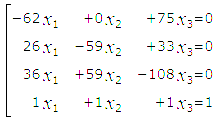 -62x₁ +0x₂ +75x₃=0
26x₁ -59x₂ +33x₃=0
36x₁ +59x₂ -108x₃=0
1x₁ +1x₂ +1x₃=1